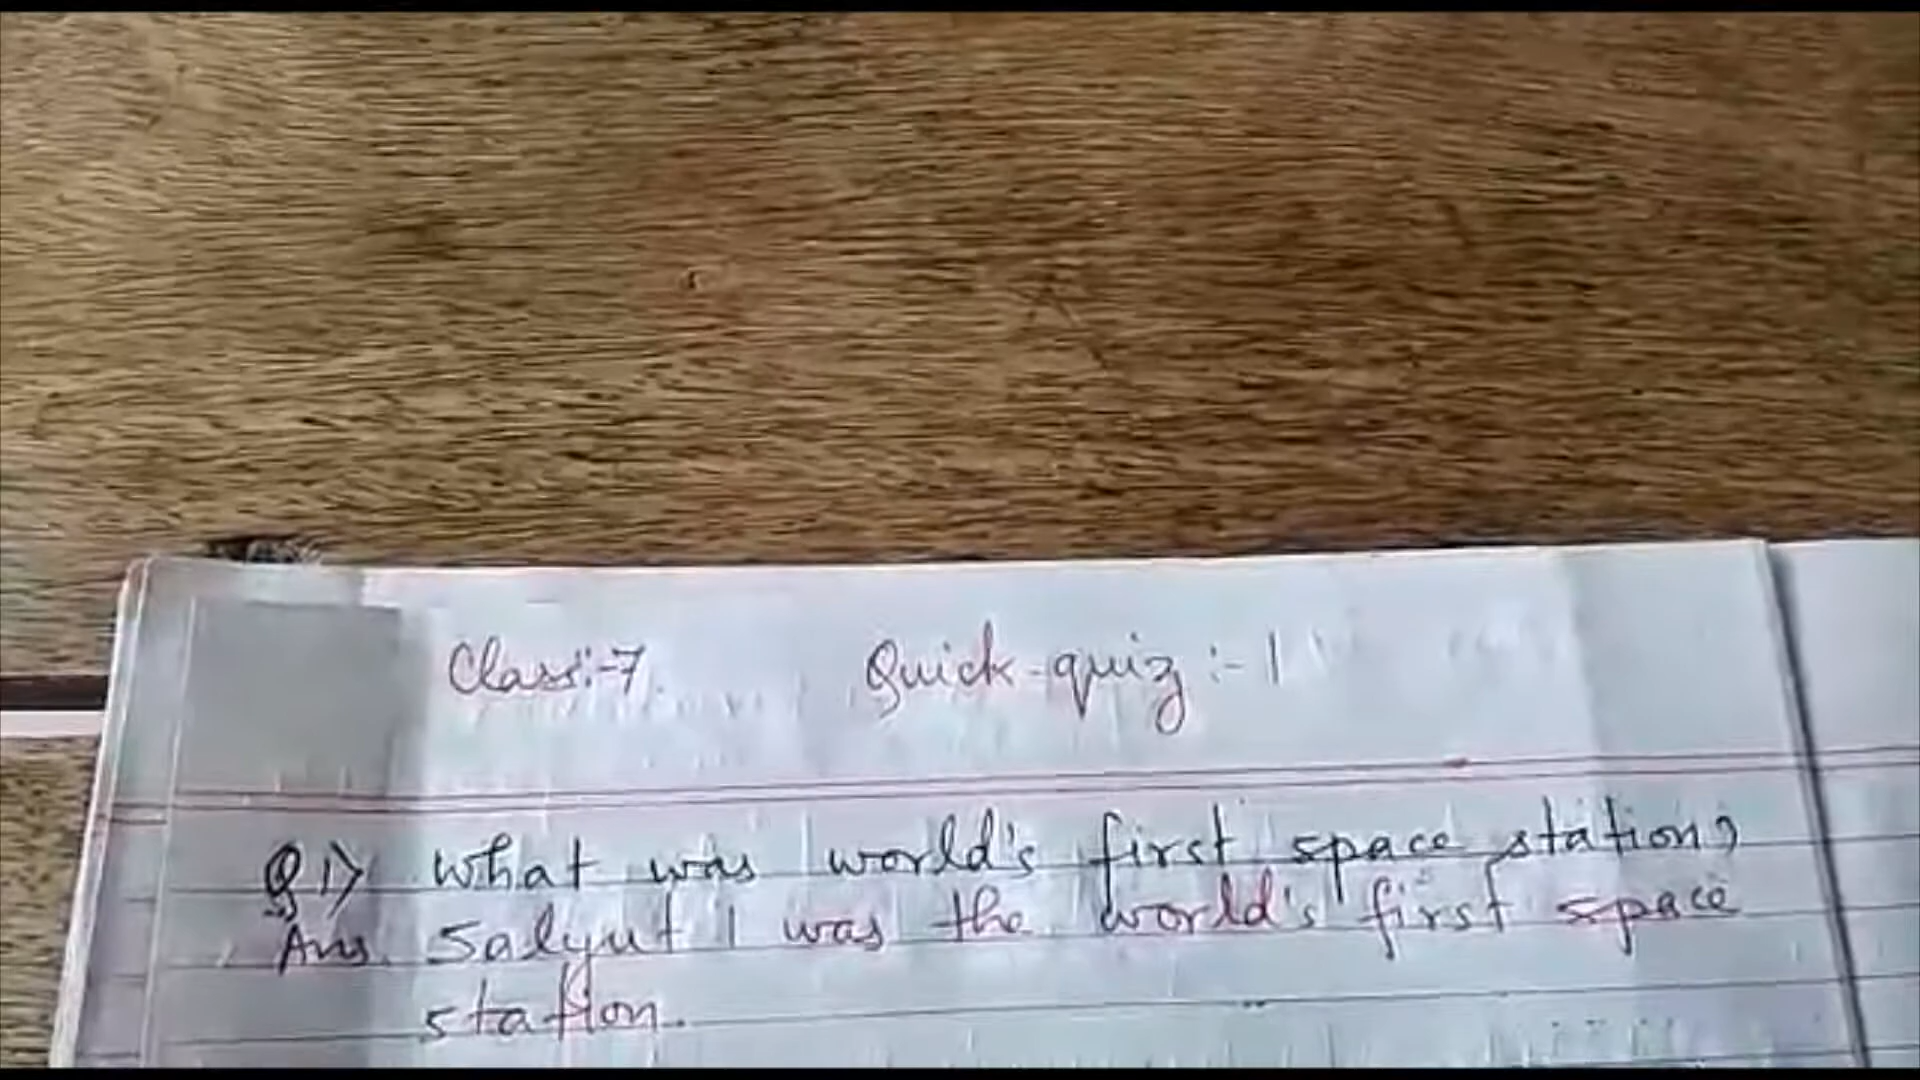 Class:-7. Quick-quiz:-1
Q1> What was world's first space station?
Ans. Salyut 1 was the world's first space
station.